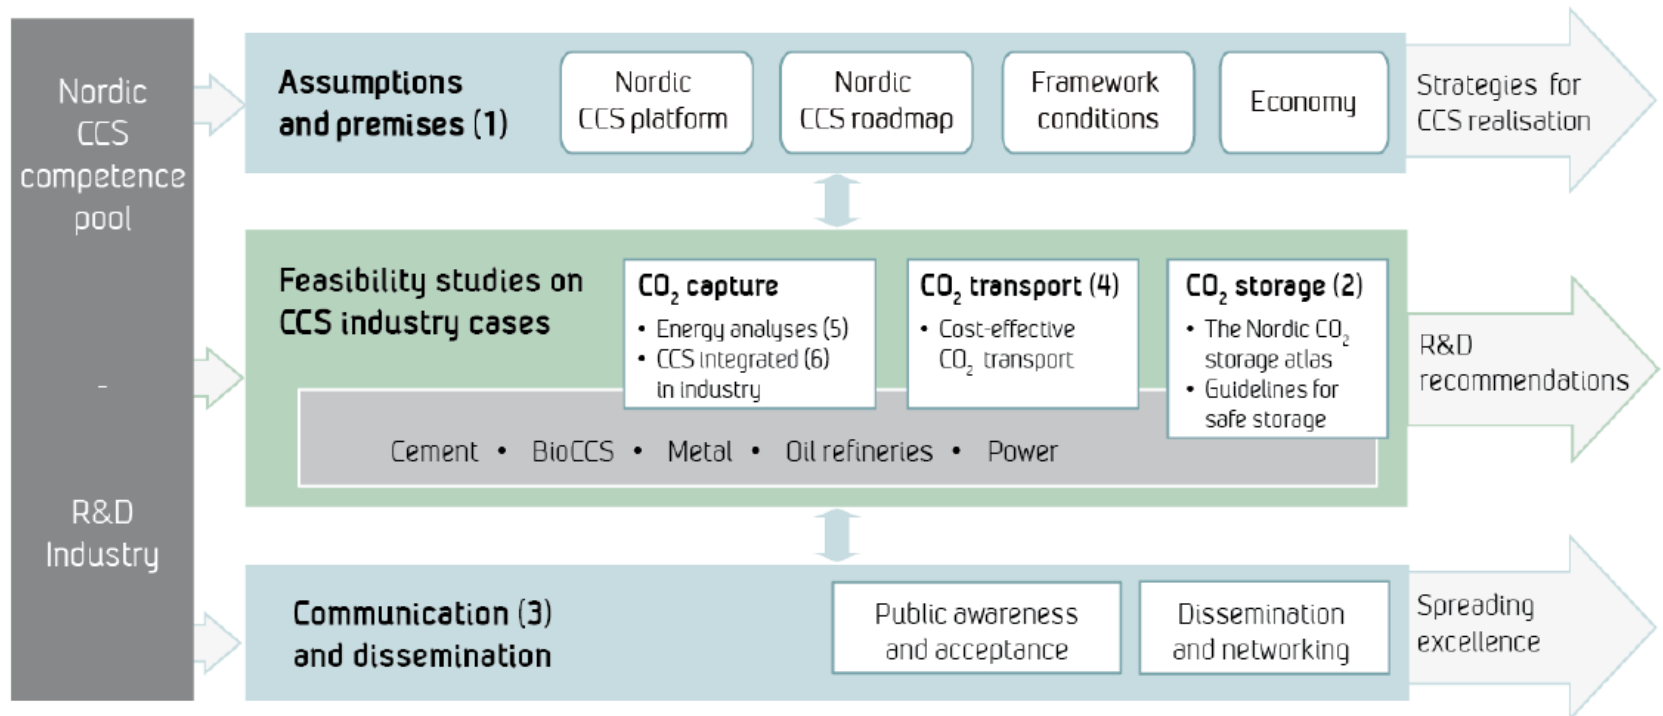 Nordic
CCS
competence
pool
-
R&D
Industry
Assumptions
and premises (1)
Nordic
CCS platform
Nordic
CCS roadmap
Framework
conditions
Economy
Strategies for
CCS realisation
Feasibility studies on
CCS industry cases
CO₂ capture
• Energy analyses (5)
• CCS integrated (6)
in industry
CO₂ transport (4)
• Cost-effective
CO₂ transport
CO₂ storage (2)
• The Nordic CO₂
storage atlas
• Guidelines for
safe storage
Cement • BioCCS • Metal • Oil refineries • Power
R&D
recommendations
Communication (3)
and dissemination
Public awareness
and acceptance
Dissemination
and networking
Spreading
excellence